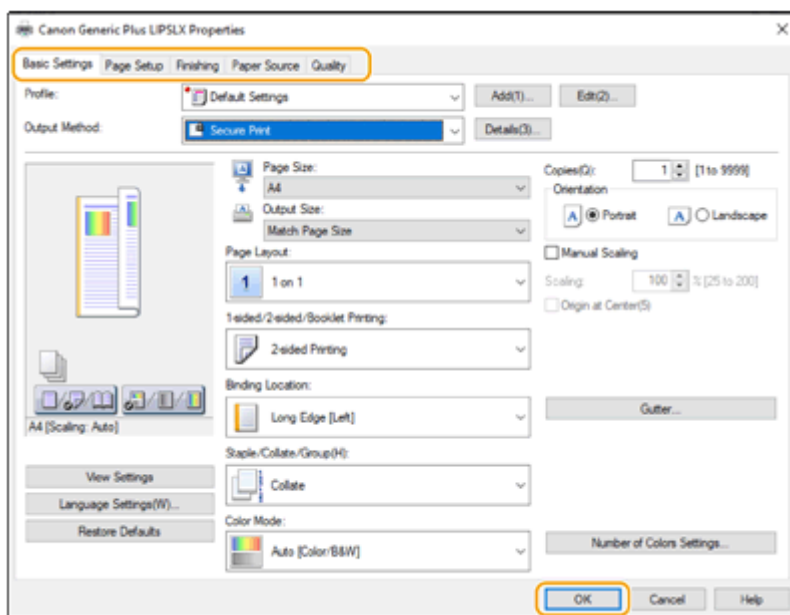 Canon Generic Plus LIPSLX Properties
Basic Settings Page Setup Finishing Paper Source Quality
Profile: Default Settings Add(1)... Edit(2)...
Output Method: Secure Print Details(3)...
Page Size:
A4
Output Size:
Match Page Size
Copies(Q): 1 [1 to 9999]
Orientation
A Portrait A Landscape
Page Layout:
1 1 on 1
Manual Scaling
Scaling: 100 % [25 to 200]
Origin at Center(5)
1-sided/2-sided/Booklet Printing:
2-sided Printing
Binding Location:
Long Edge [Left]
Gutter...
A4 [Scaling: Auto]
Staple/Collate/Group(H):
Collate
View Settings
Language Settings(W)...
Restore Defaults
Color Mode:
Auto [Color/B&W]
Number of Colors Settings...
OK Cancel Help